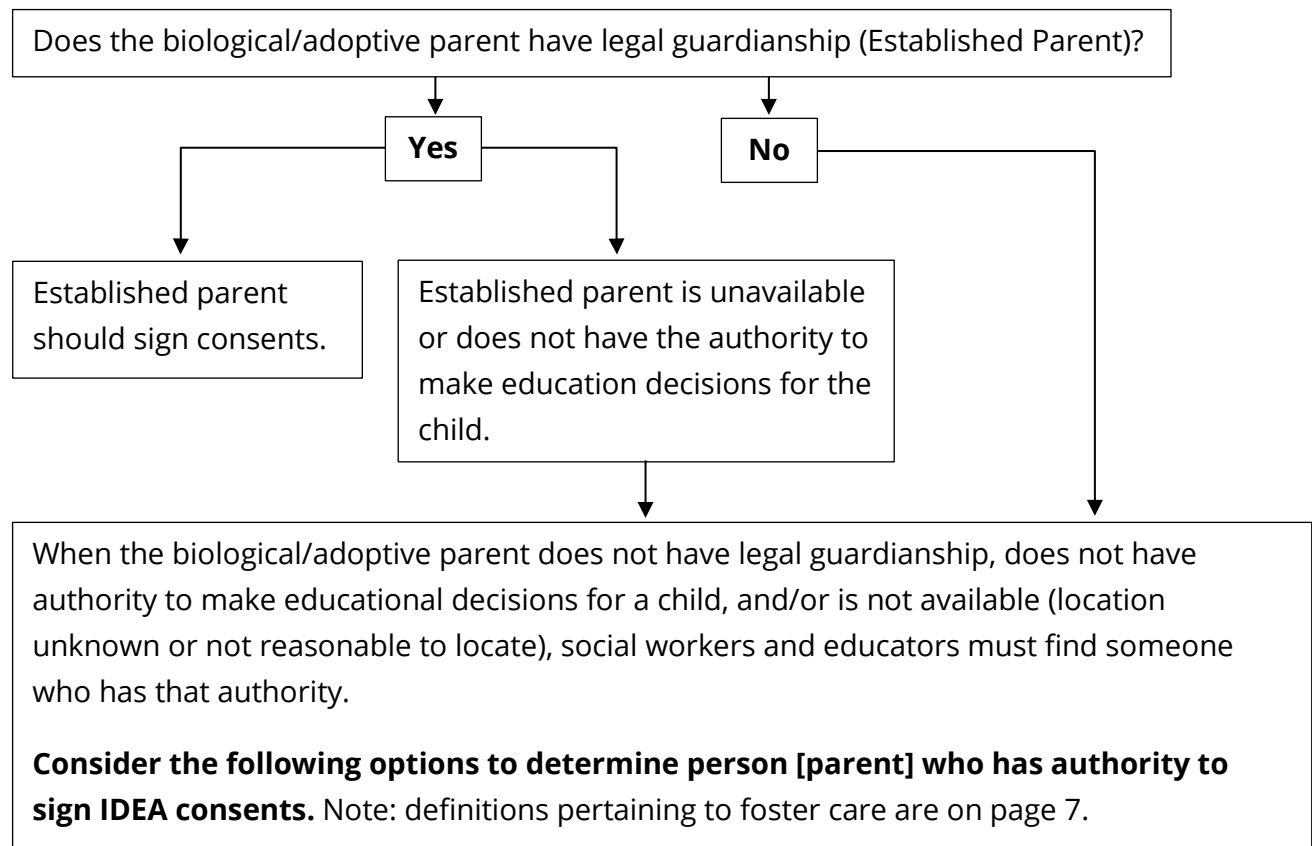 Does the biological/adoptive parent have legal guardianship (Established Parent)?
Yes
No
Established parent
should sign consents.
Established parent is unavailable
or does not have the authority to
make education decisions for the
child.
When the biological/adoptive parent does not have legal guardianship, does not have
authority to make educational decisions for a child, and/or is not available (location
unknown or not reasonable to locate), social workers and educators must find someone
who has that authority.
Consider the following options to determine person [parent] who has authority to
sign IDEA consents. Note: definitions pertaining to foster care are on page 7.